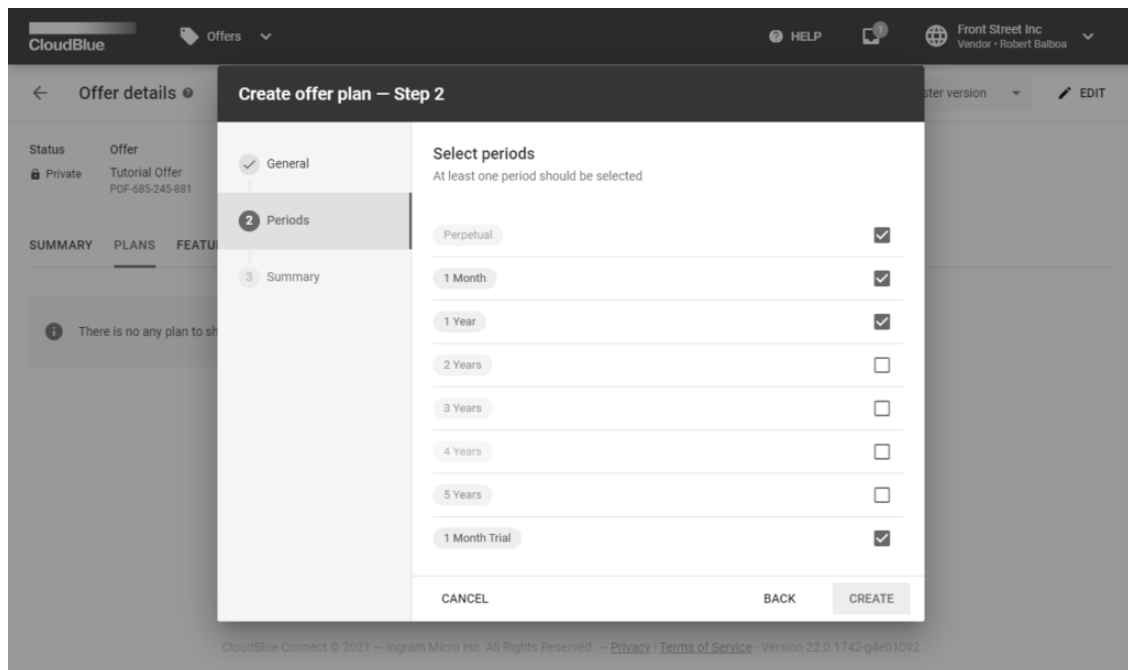 CloudBlue
Offers
HELP
1
Front Street Inc
Vendor • Robert Balboa
Offer details
ster version
EDIT
Status
Offer
Private
Tutorial Offer
POF-685-245-881
SUMMARY PLANS FEATU
There is no any plan to sh
Create offer plan — Step 2
General
2 Periods
3 Summary
Select periods
At least one period should be selected
Perpetual
1 Month
1 Year
2 Years
3 Years
4 Years
5 Years
1 Month Trial
CANCEL
BACK
CREATE
CloudBlue Connect © 2021 — Ingram Micro Inc. All Rights Reserved. — Privacy | Terms of Service - Version 22.0.1742-g4e01092